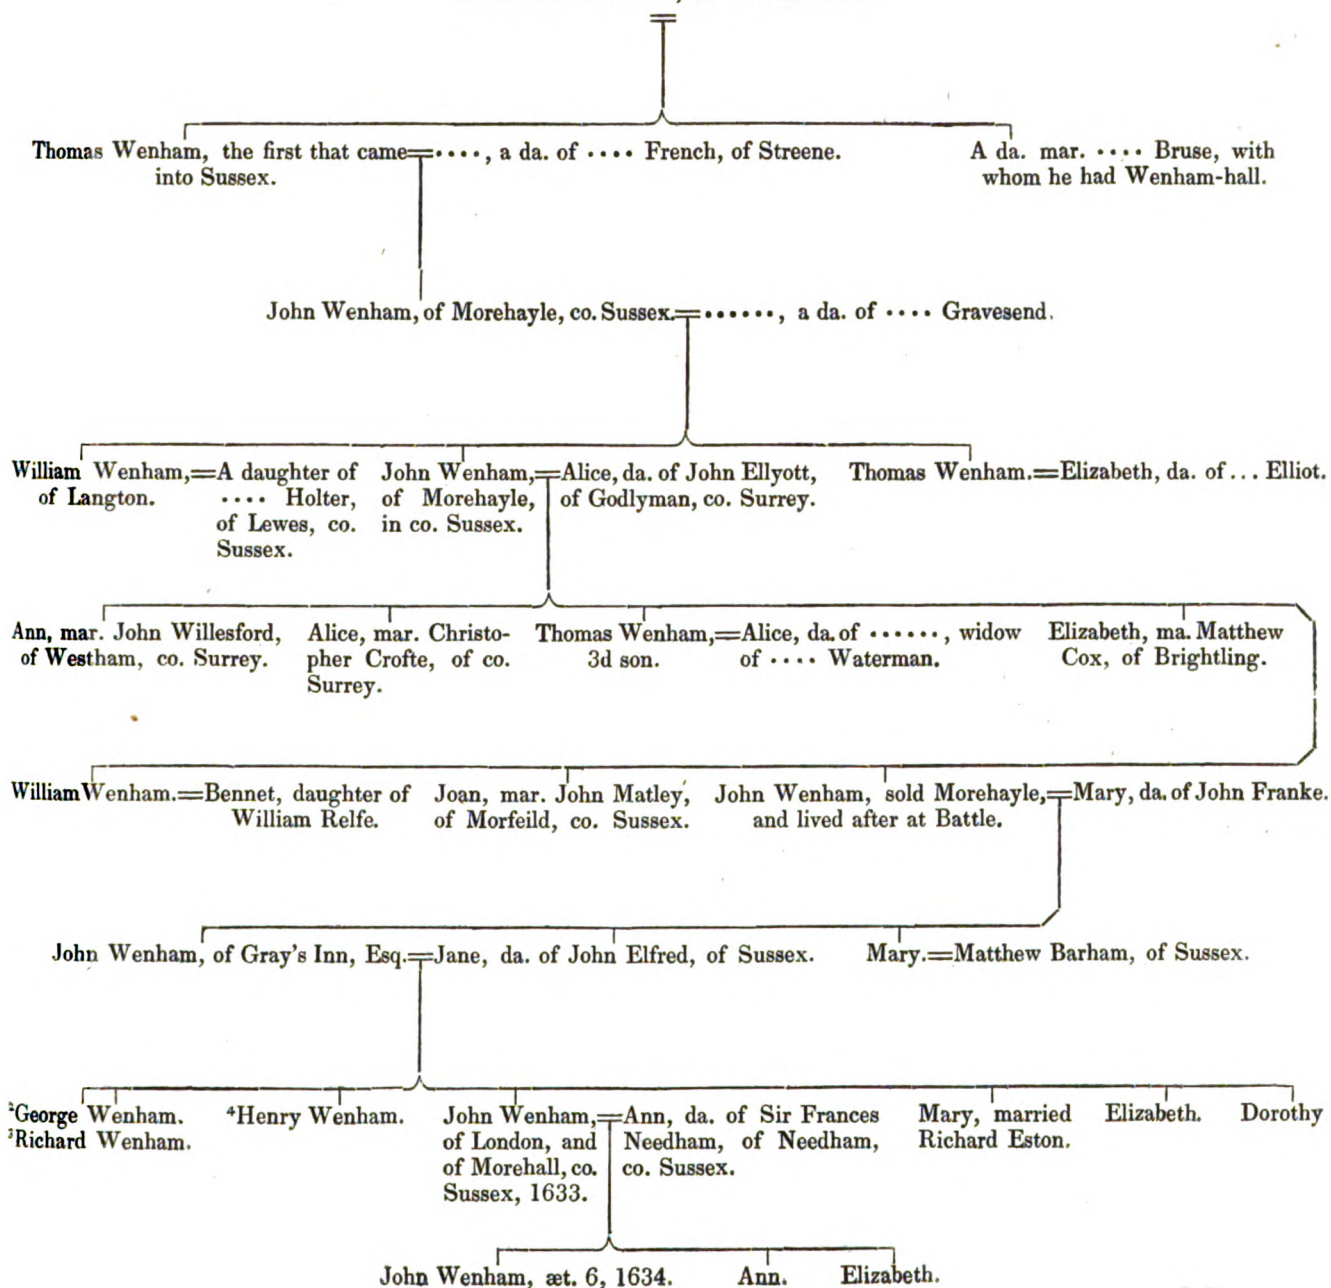 Thomas Wenham, the first that came=····, a da. of ···· French, of Streene.
into Sussex.
A da. mar. ···· Bruse, with
whom he had Wenham-hall.
John Wenham, of Morehayle, co. Sussex.=······, a da. of ···· Gravesend.
William Wenham,=
of Langton.
A daughter of
···· Holter,
of Lewes, co.
Sussex.
John Wenham,=
of Morehayle,
in co. Sussex.
Alice, da. of John Ellyott,
of Godlyman, co. Surrey.
Thomas Wenham.=Elizabeth, da. of ... Elliot.
Ann, mar. John Willesford,
of Westham, co. Surrey.
Alice, mar. Christo-
pher Crofte, of co.
Surrey.
Thomas Wenham,=
3d son.
Alice, da. of ······, widow
of ···· Waterman.
Elizabeth, ma. Matthew
Cox, of Brightling.
William Wenham.=Bennet, daughter of
William Relfe.
Joan, mar. John Matley,
of Morfeild, co. Sussex.
John Wenham, sold Morehayle,=Mary, da. of John Franke.
and lived after at Battle.
John Wenham, of Gray's Inn, Esq.=Jane, da. of John Elfred, of Sussex.
Mary.=Matthew Barham, of Sussex.
²George Wenham.
³Richard Wenham.
⁴Henry Wenham.
John Wenham,=
of London, and
of Morehall, co.
Sussex, 1633.
Ann, da. of Sir Frances
Needham, of Needham,
co. Sussex.
Mary, married
Richard Eston.
Elizabeth.
Dorothy
John Wenham, æt. 6, 1634.
Ann.
Elizabeth.